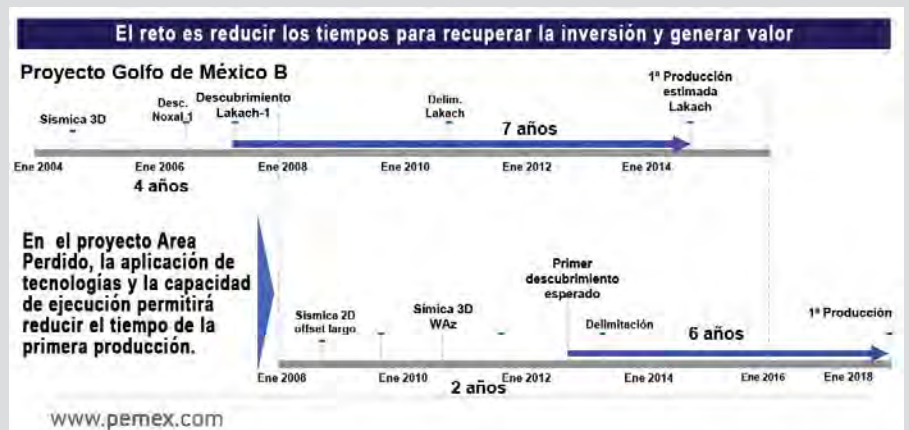 El reto es reducir los tiempos para recuperar la inversión y generar valor
Proyecto Golfo de México B
Sísmica 3D
Desc.
Noxal_1
Descubrimiento
Lakach-1
Delim.
Lakach
1ª Producción
estimada
Lakach
7 años
Ene 2004
Ene 2006
Ene 2008
Ene 2010
Ene 2012
Ene 2014
4 años
En el proyecto Area
Perdido, la aplicación de
tecnologías y la capacidad
de ejecución permitirá
reducir el tiempo de la
primera producción.
Sismica 2D
offset largo
Símica 3D
WAz
Primer
descubrimiento
esperado
Delimitación
6 años
1ª Producción
Ene 2008
Ene 2010
Ene 2012
Ene 2014
Ene 2016
Ene 2018
2 años
www.pemex.com